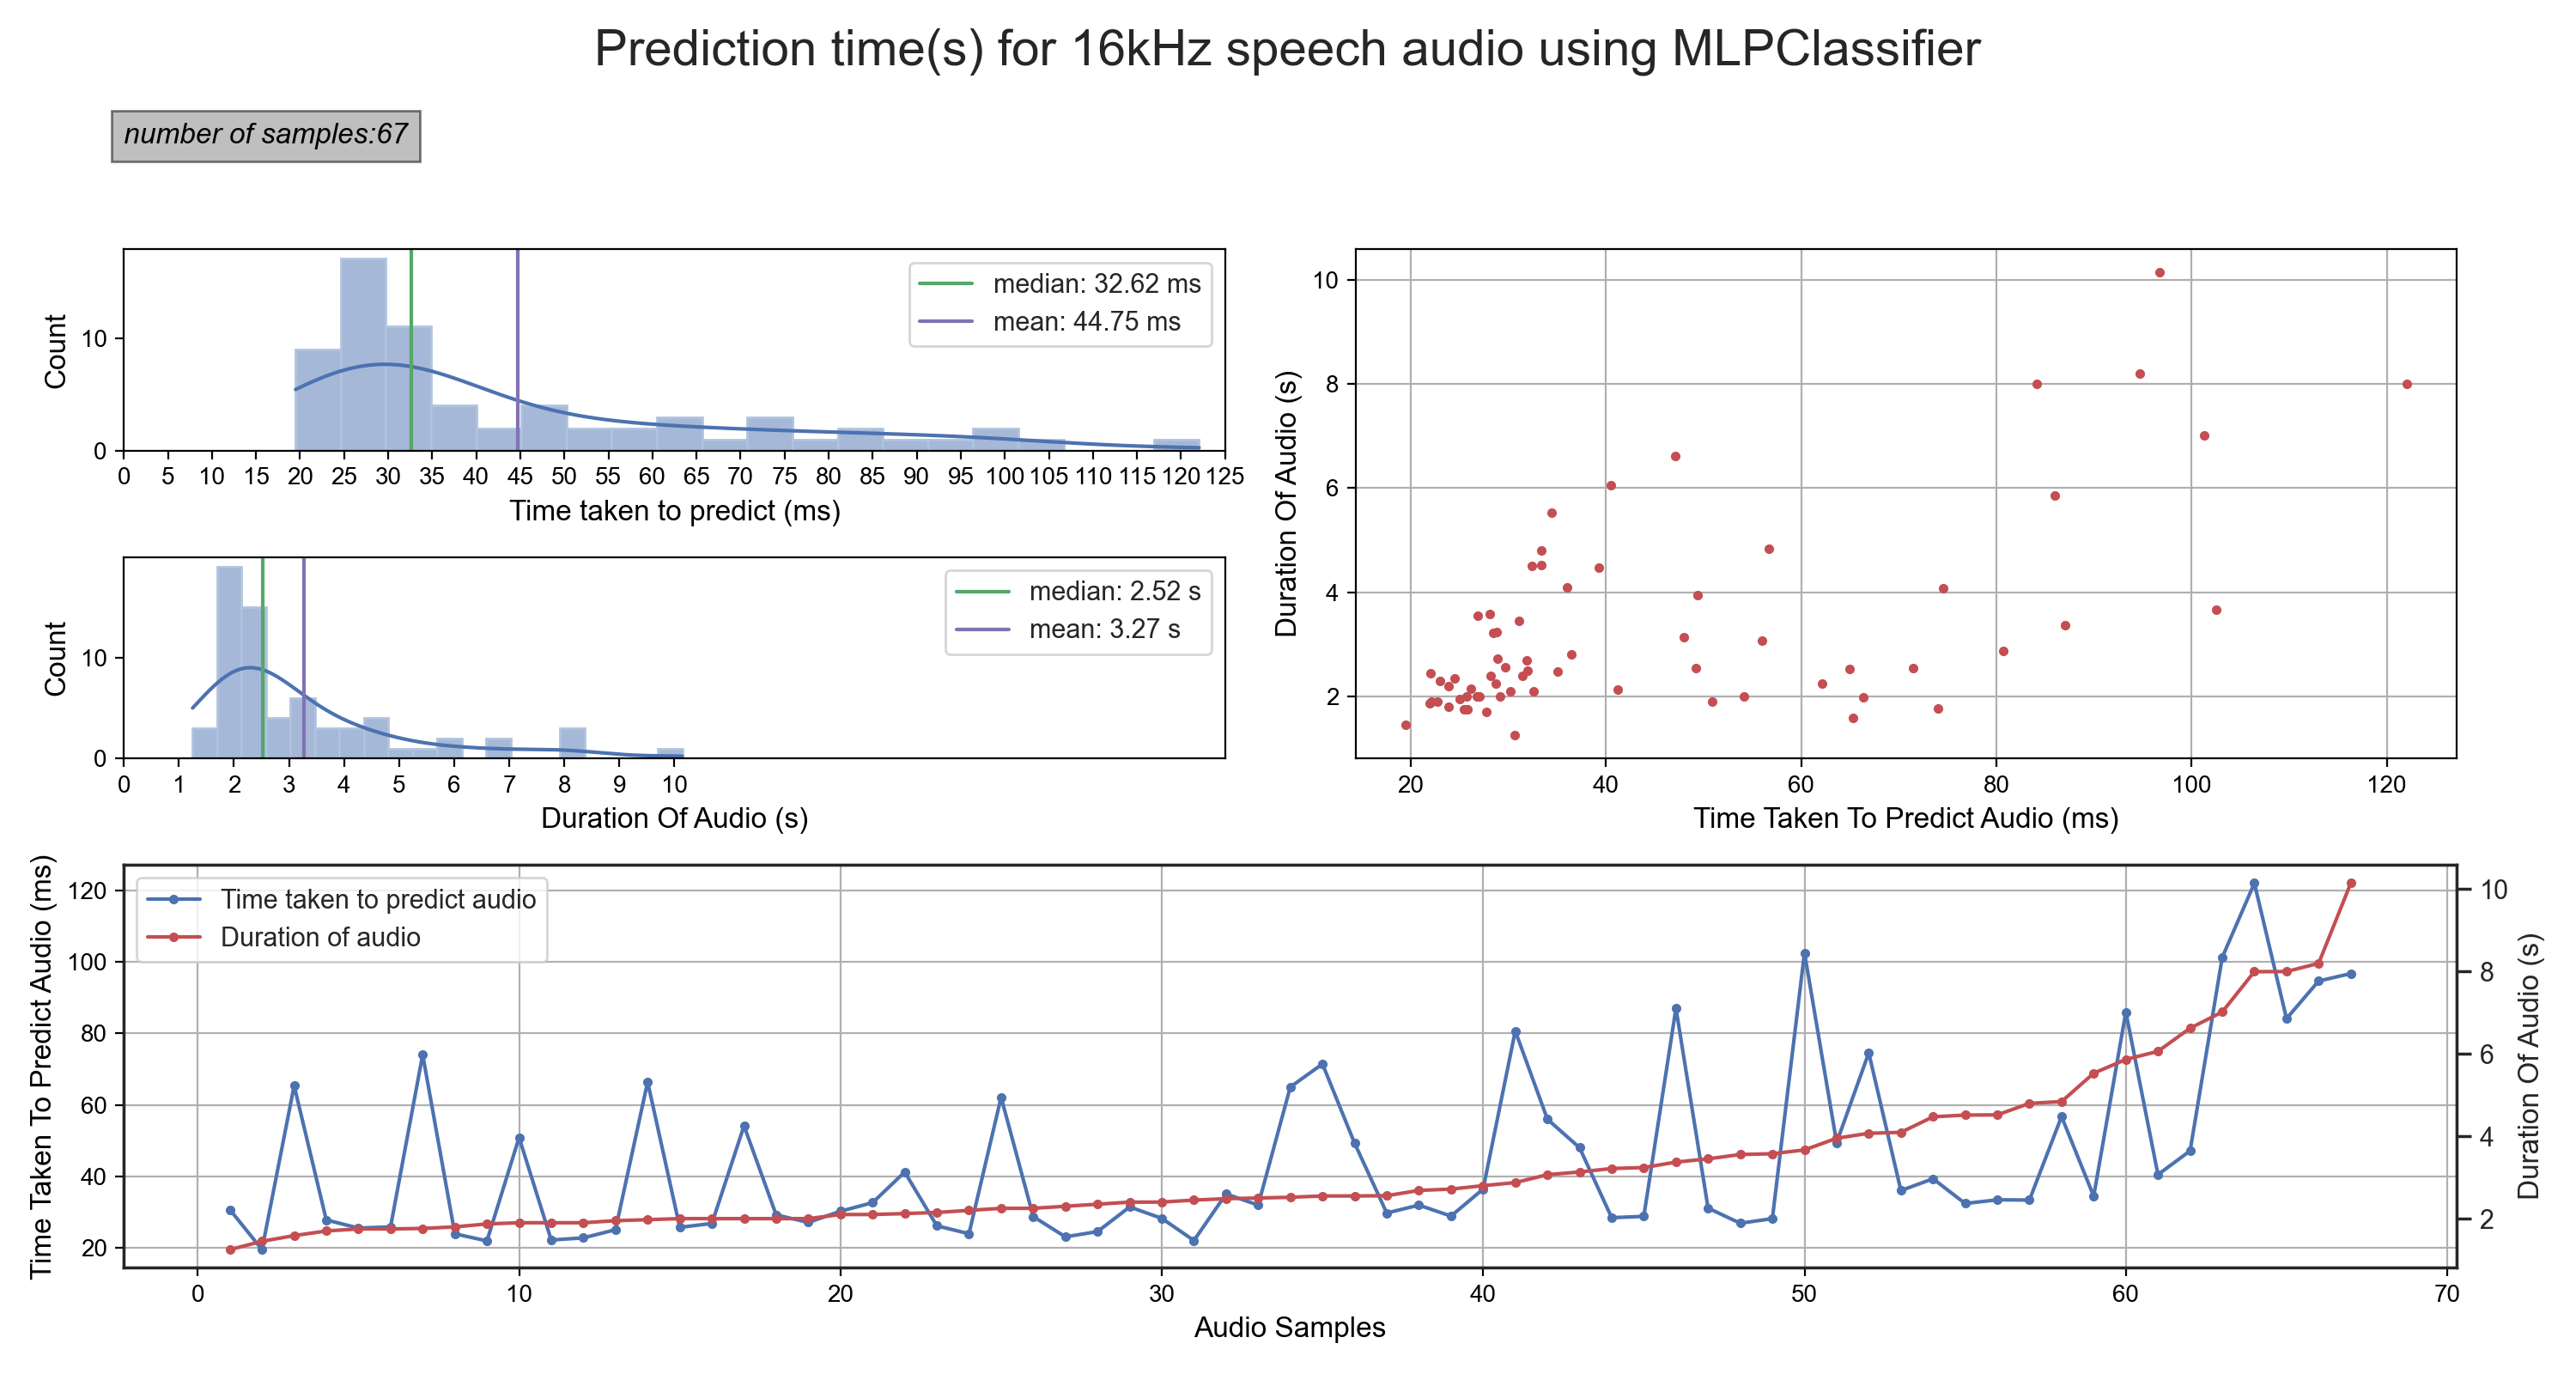 Prediction time(s) for 16kHz speech audio using MLPClassifier
number of samples:67
Count
10
0
median: 32.62 ms
mean: 44.75 ms
0 5 10 15 20 25 30 35 40 45 50 55 60 65 70 75 80 85 90 95 100 105 110 115 120 125
Time taken to predict (ms)
Count
10
0
median: 2.52 s
mean: 3.27 s
0 1 2 3 4 5 6 7 8 9 10
Duration Of Audio (s)
Duration Of Audio (s)
10
8
6
4
2
20 40 60 80 100 120
Time Taken To Predict Audio (ms)
Time Taken To Predict Audio (ms)
120
100
80
60
40
20
Time taken to predict audio
Duration of audio
10
8
6
4
2
Duration Of Audio (s)
0 10 20 30 40 50 60 70
Audio Samples